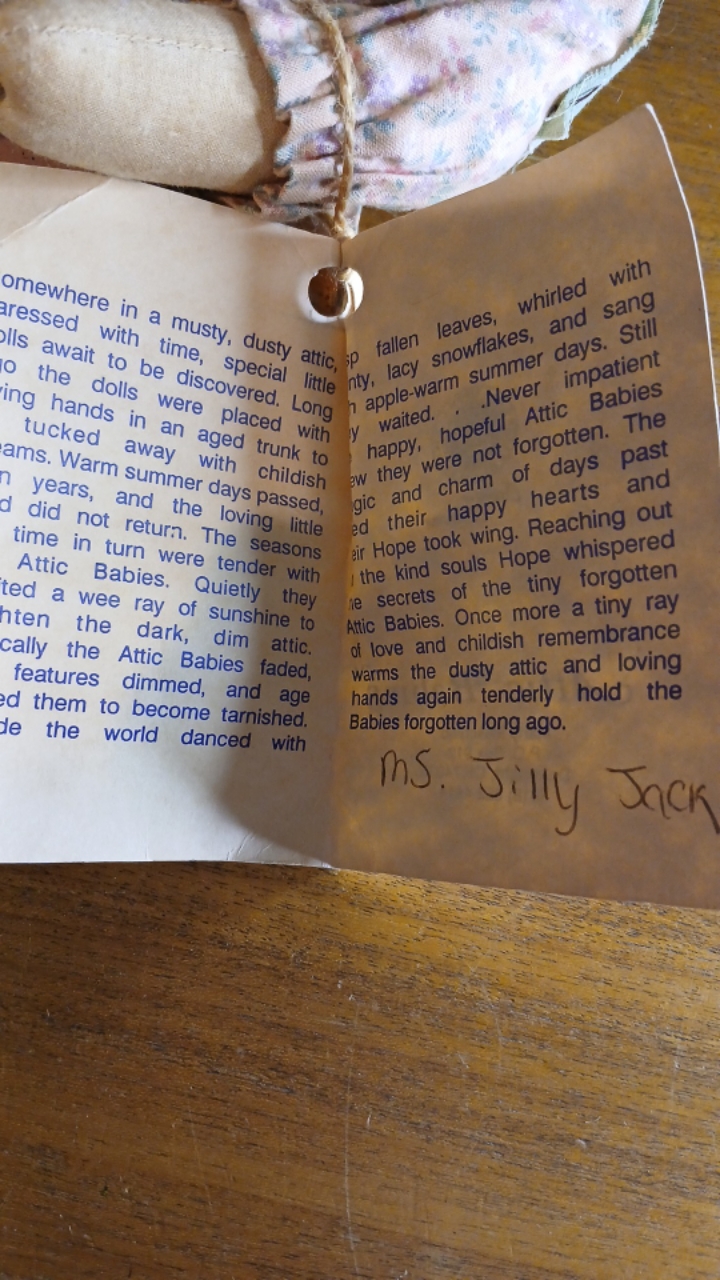 omewhere in a musty, dusty attic,
aressed with time, special little
olls await to be discovered. Long
go the dolls were placed with
ving hands in an aged trunk to
tucked away with childish
eams. Warm summer days passed,
n years, and the loving little
d did not return. The seasons
time in turn were tender with
Attic Babies. Quietly they
fted a wee ray of sunshine to
hten the dark, dim attic.
cally the Attic Babies faded,
features dimmed, and age
ed them to become tarnished.
de the world danced with
sp fallen leaves, whirled with
nty, lacy snowflakes, and sang
n apple-warm summer days. Still
y waited. . .Never impatient
happy, hopeful Attic Babies
ew they were not forgotten. The
gic and charm of days past
ed their happy hearts and
eir Hope took wing. Reaching out
the kind souls Hope whispered
e secrets of the tiny forgotten
Attic Babies. Once more a tiny ray
of love and childish remembrance
warms the dusty attic and loving
hands again tenderly hold the
Babies forgotten long ago.
Ms. Jilly Jack